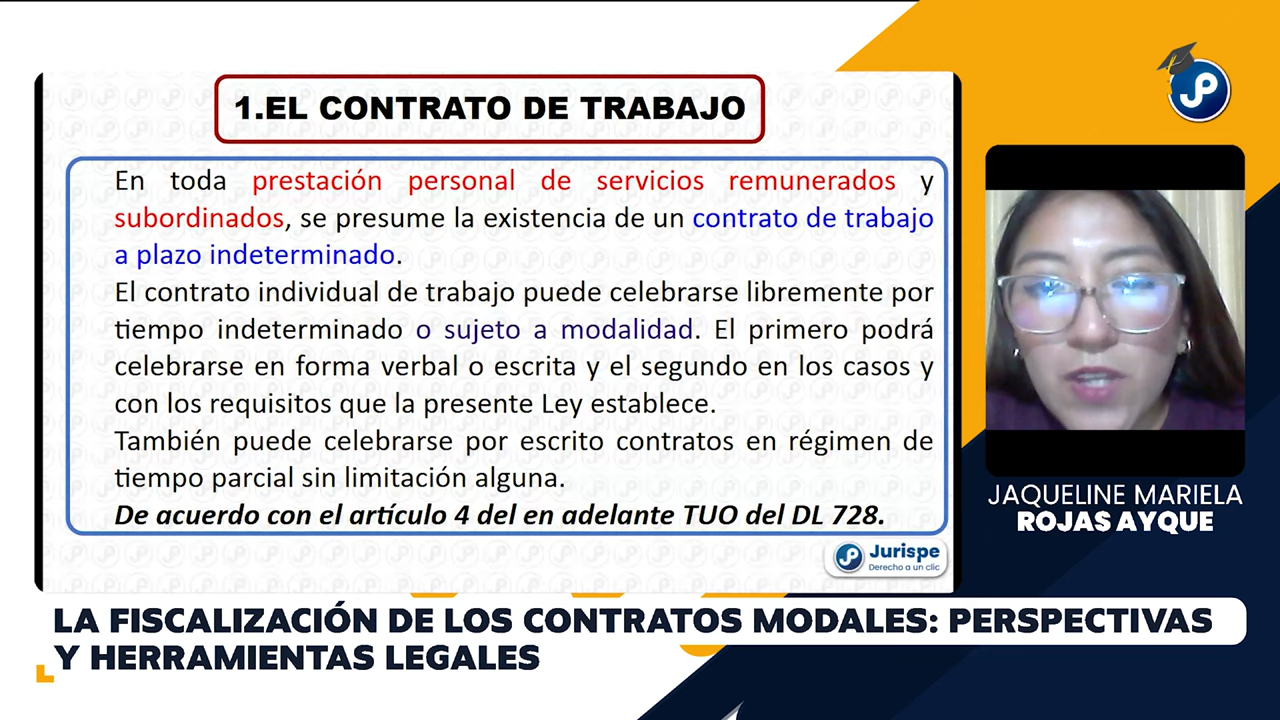 1.EL CONTRATO DE TRABAJO
En toda prestación personal de servicios remunerados y
subordinados, se presume la existencia de un contrato de trabajo
a plazo indeterminado.
El contrato individual de trabajo puede celebrarse libremente por
tiempo indeterminado o sujeto a modalidad. El primero podrá
celebrarse en forma verbal o escrita y el segundo en los casos y
con los requisitos que la presente Ley establece.
También puede celebrarse por escrito contratos en régimen de
tiempo parcial sin limitación alguna.
De acuerdo con el artículo 4 del en adelante TUO del DL 728.
JP
Jurispe
Derecho a un clic
JP
JAQUELINE MARIELA
ROJAS AYQUE
LA FISCALIZACIÓN DE LOS CONTRATOS MODALES: PERSPECTIVAS
Y HERRAMIENTAS LEGALES